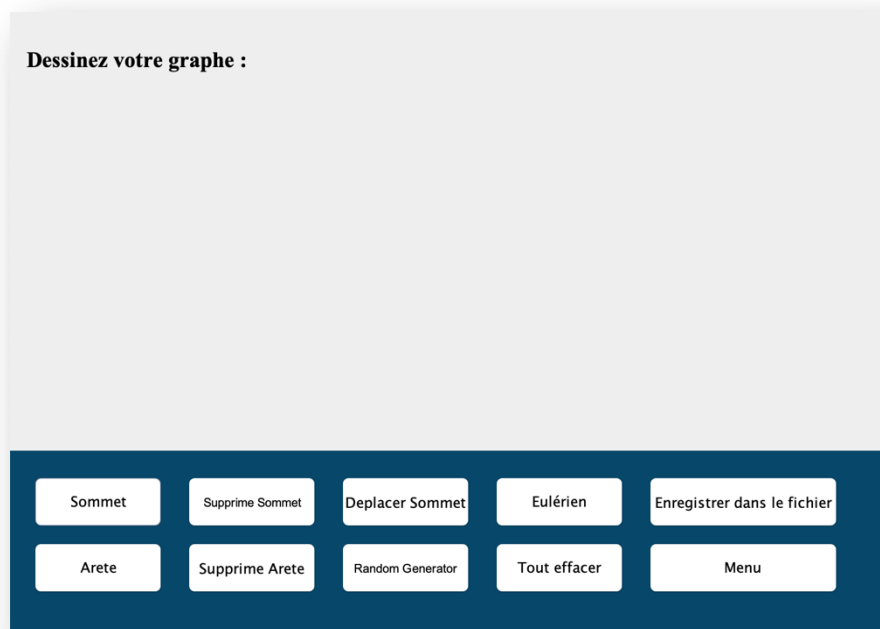 Dessinez votre graphe :
Sommet
Supprime Sommet
Deplacer Sommet
Eulérien
Enregistrer dans le fichier
Arete
Supprime Arete
Random Generator
Tout effacer
Menu